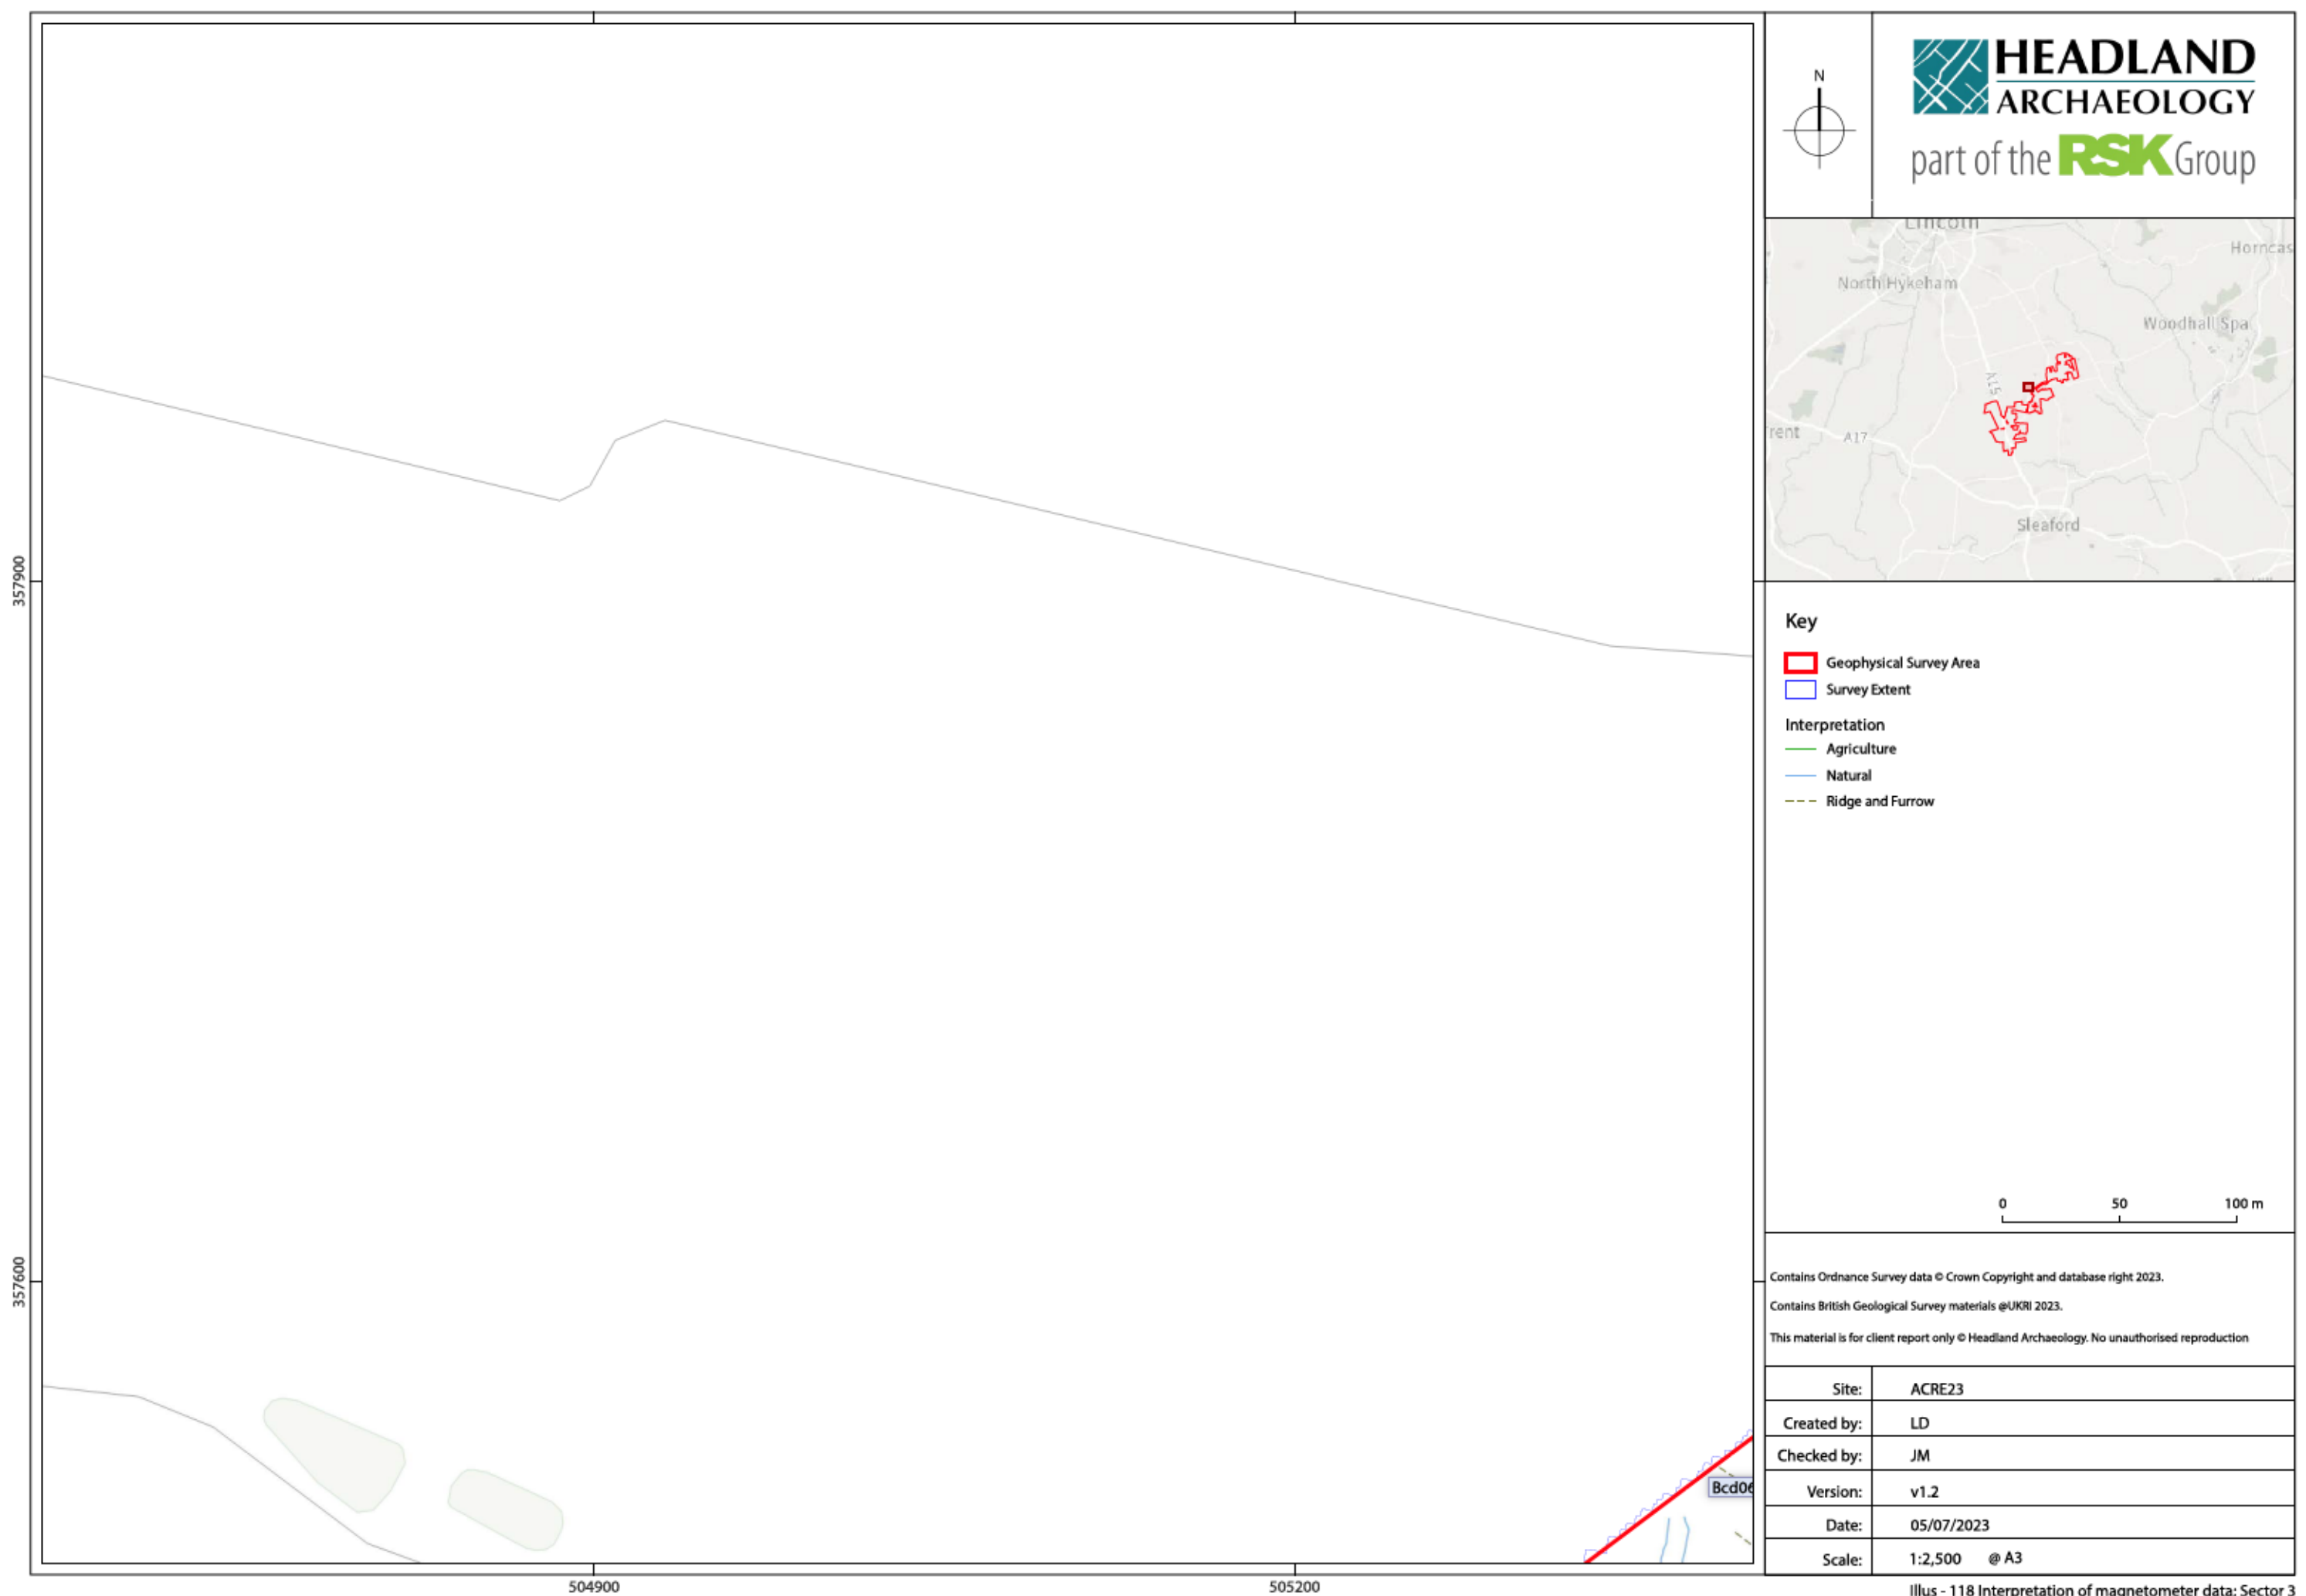 N
HEADLAND
ARCHAEOLOGY
part of the RSK Group
Lincoln
Horncas
North Hykeham
Woodhall Spa
A15
rent
A17
Sleaford
357900
357600
504900
505200
Bcd06
Key
Geophysical Survey Area
Survey Extent
Interpretation
Agriculture
Natural
Ridge and Furrow
0 50 100 m
Contains Ordnance Survey data © Crown Copyright and database right 2023.
Contains British Geological Survey materials @UKRI 2023.
This material is for client report only © Headland Archaeology. No unauthorised reproduction
Site: ACRE23
Created by: LD
Checked by: JM
Version: v1.2
Date: 05/07/2023
Scale: 1:2,500 @ A3
Illus - 118 Interpretation of magnetometer data; Sector 3